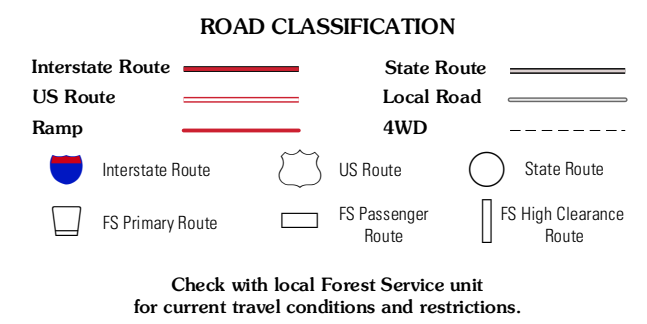 ROAD CLASSIFICATION
Interstate Route
State Route
US Route
Local Road
Ramp
4WD
Interstate Route
US Route
State Route
FS Primary Route
FS Passenger
Route
FS High Clearance
Route
Check with local Forest Service unit
for current travel conditions and restrictions.